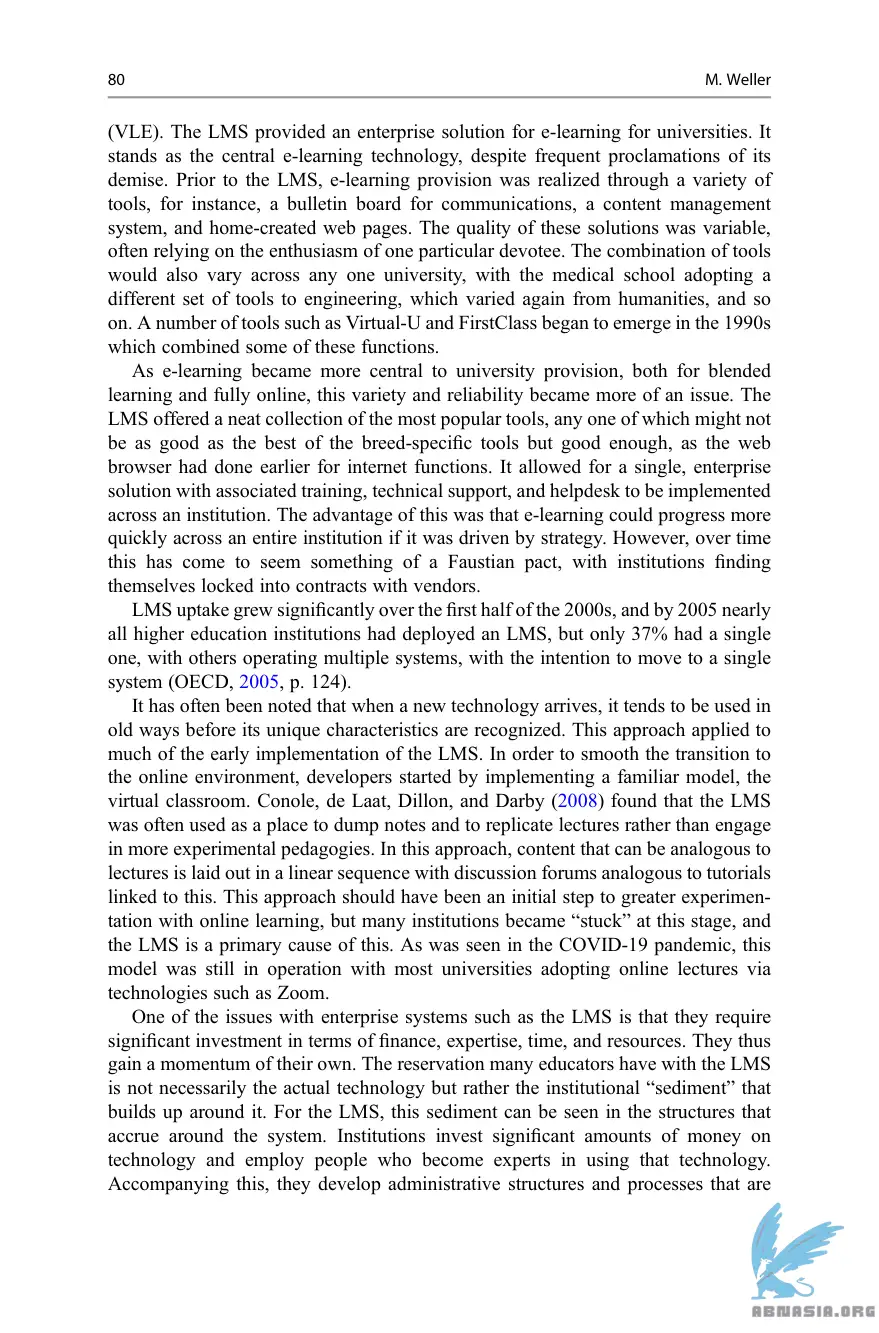 80
M. Weller
(VLE). The LMS provided an enterprise solution for e-learning for universities. It
stands as the central e-learning technology, despite frequent proclamations of its
demise. Prior to the LMS, e-learning provision was realized through a variety of
tools, for instance, a bulletin board for communications, a content management
system, and home-created web pages. The quality of these solutions was variable,
often relying on the enthusiasm of one particular devotee. The combination of tools
would also vary across any one university, with the medical school adopting a
different set of tools to engineering, which varied again from humanities, and so
on. A number of tools such as Virtual-U and FirstClass began to emerge in the 1990s
which combined some of these functions.
As e-learning became more central to university provision, both for blended
learning and fully online, this variety and reliability became more of an issue. The
LMS offered a neat collection of the most popular tools, any one of which might not
be as good as the best of the breed-specific tools but good enough, as the web
browser had done earlier for internet functions. It allowed for a single, enterprise
solution with associated training, technical support, and helpdesk to be implemented
across an institution. The advantage of this was that e-learning could progress more
quickly across an entire institution if it was driven by strategy. However, over time
this has come to seem something of a Faustian pact, with institutions finding
themselves locked into contracts with vendors.
LMS uptake grew significantly over the first half of the 2000s, and by 2005 nearly
all higher education institutions had deployed an LMS, but only 37% had a single
one, with others operating multiple systems, with the intention to move to a single
system (OECD, 2005, p. 124).
It has often been noted that when a new technology arrives, it tends to be used in
old ways before its unique characteristics are recognized. This approach applied to
much of the early implementation of the LMS. In order to smooth the transition to
the online environment, developers started by implementing a familiar model, the
virtual classroom. Conole, de Laat, Dillon, and Darby (2008) found that the LMS
was often used as a place to dump notes and to replicate lectures rather than engage
in more experimental pedagogies. In this approach, content that can be analogous to
lectures is laid out in a linear sequence with discussion forums analogous to tutorials
linked to this. This approach should have been an initial step to greater experimen-
tation with online learning, but many institutions became “stuck” at this stage, and
the LMS is a primary cause of this. As was seen in the COVID-19 pandemic, this
model was still in operation with most universities adopting online lectures via
technologies such as Zoom.
One of the issues with enterprise systems such as the LMS is that they require
significant investment in terms of finance, expertise, time, and resources. They thus
gain a momentum of their own. The reservation many educators have with the LMS
is not necessarily the actual technology but rather the institutional “sediment” that
builds up around it. For the LMS, this sediment can be seen in the structures that
accrue around the system. Institutions invest significant amounts of money on
technology and employ people who become experts in using that technology.
Accompanying this, they develop administrative structures and processes that are
ABNASIA.ORG